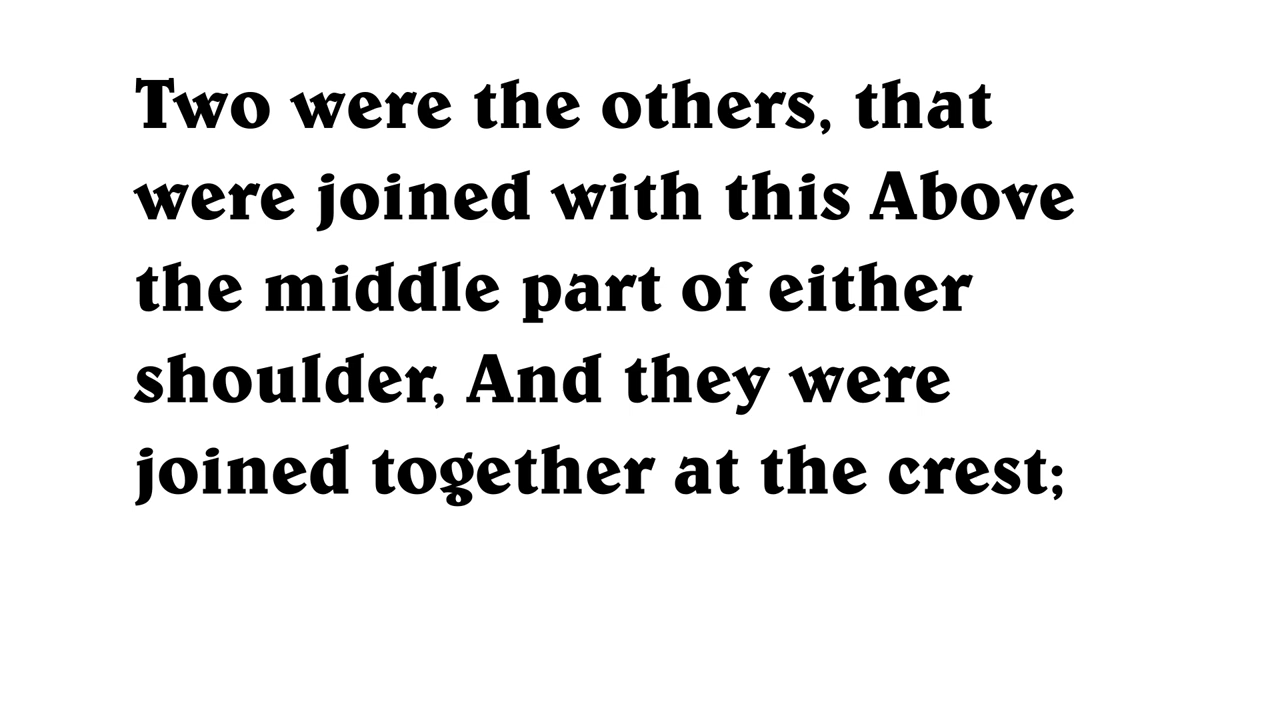 Two were the others, that
were joined with this Above
the middle part of either
shoulder, And they were
joined together at the crest;